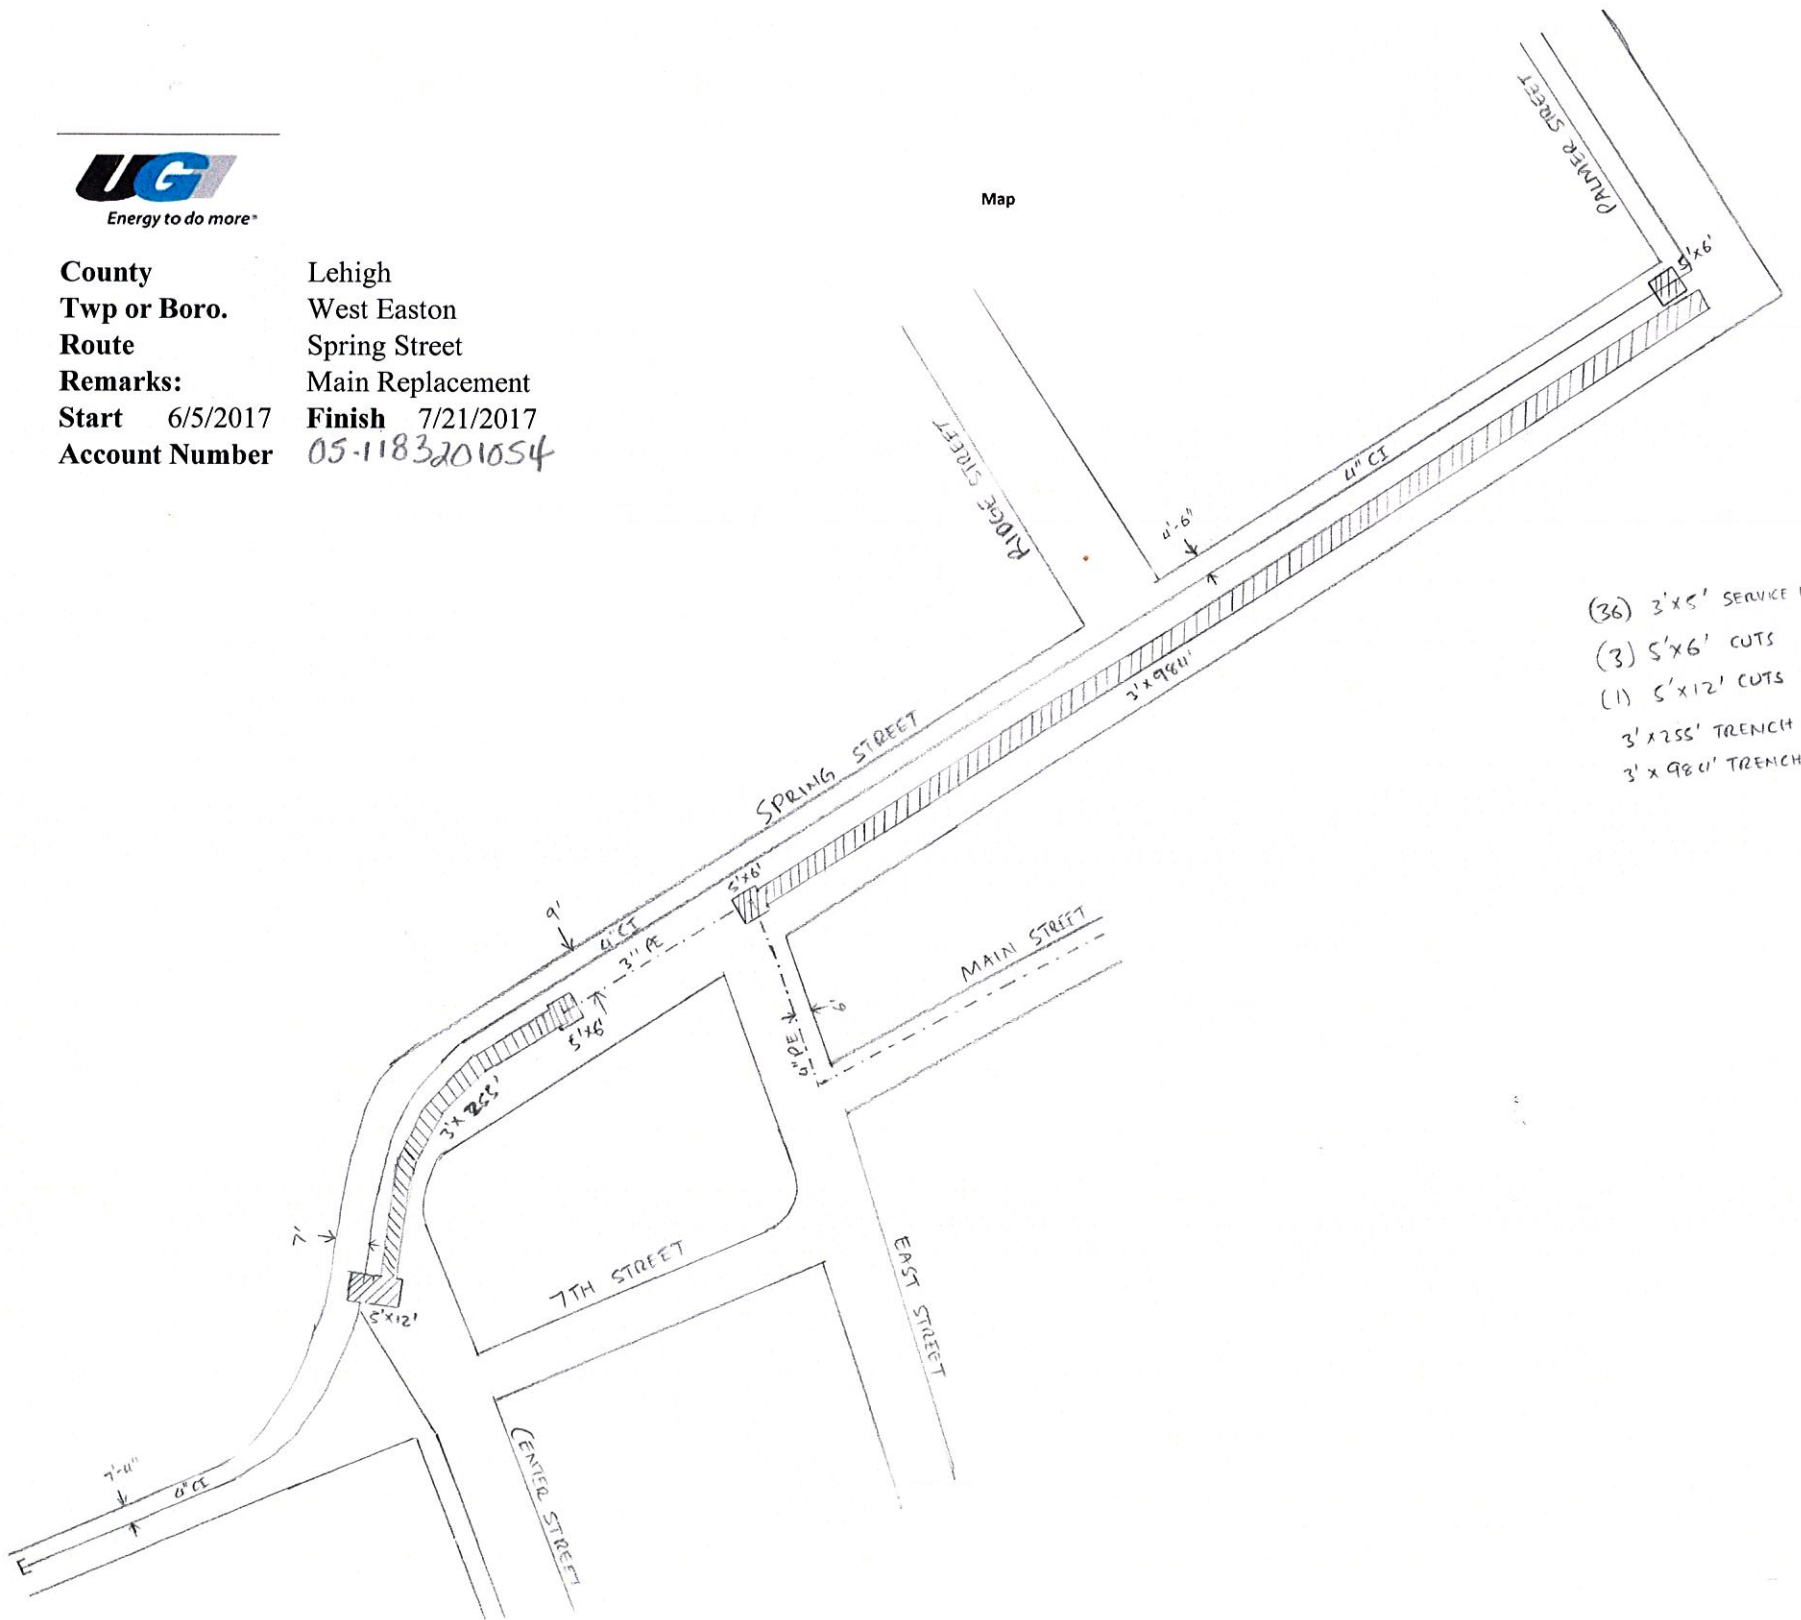 UGI
Energy to do more
Map
County Lehigh
Twp or Boro. West Easton
Route Spring Street
Remarks: Main Replacement
Start 6/5/2017 Finish 7/21/2017
Account Number 05-1183201054
PALMER STREET
5'x6'
RIDGE STREET
4" CI
4'-6"
3'x984'
(36) 3'x5' SERVICE
(3) 5'x6' CUTS
(1) 5'x12' CUTS
3'x255' TRENCH
3'x984' TRENCH
SPRING STREET
5'x6'
9'
4" CI
3" PE
MAIN STREET
6'
4" PE
5'x6'
3'x255'
7'
7TH STREET
5'x12'
EAST STREET
CENTER STREET
7'-4"
4" CI
E